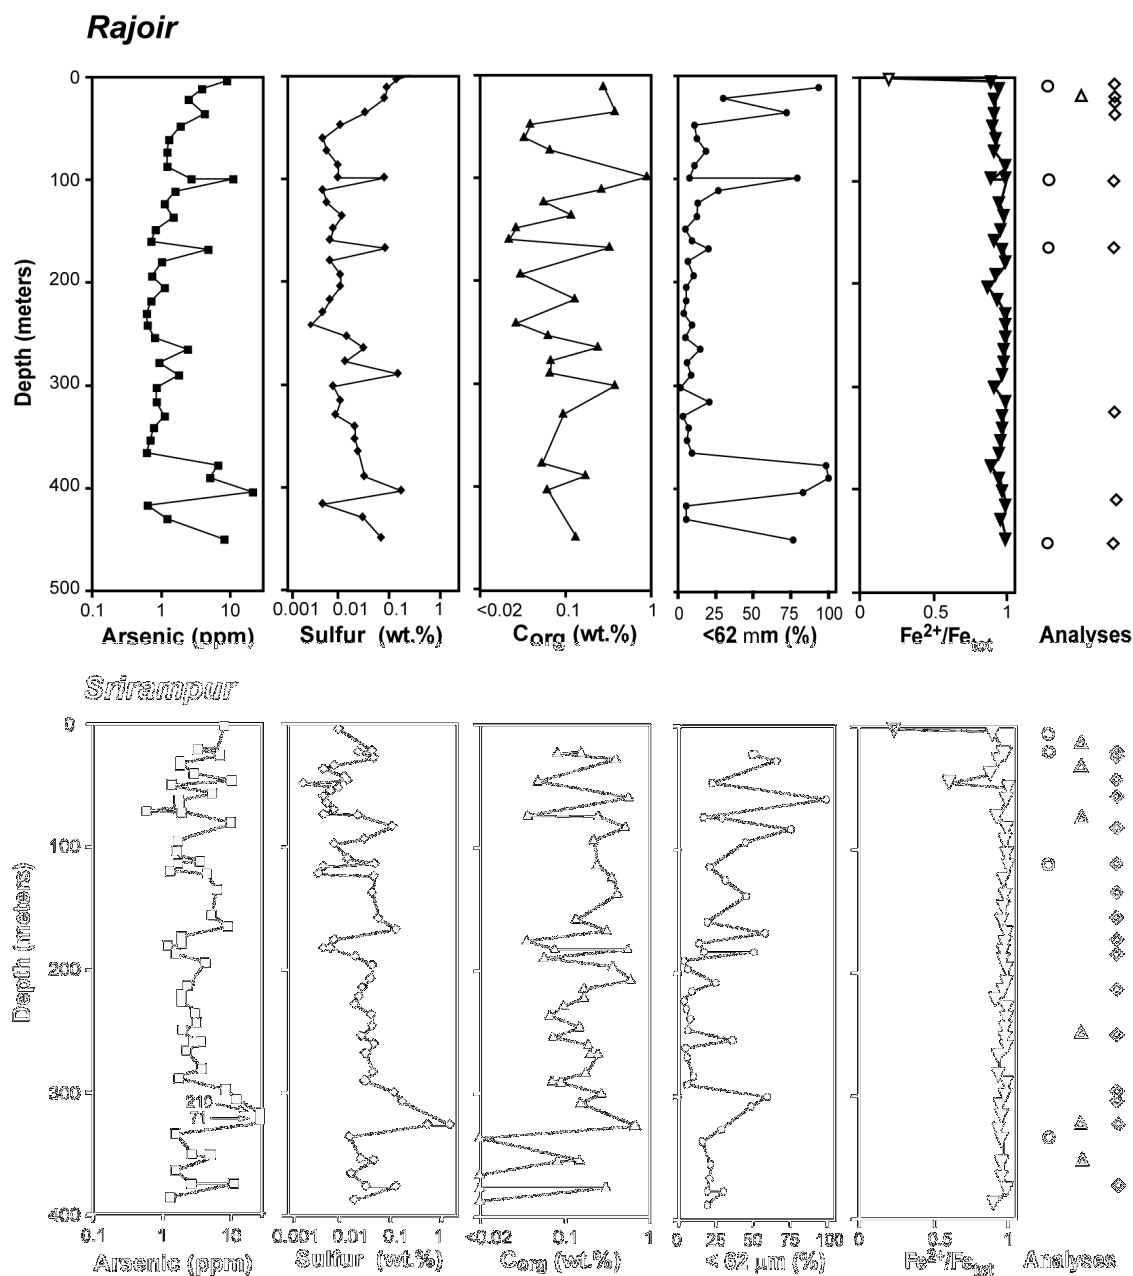 Rajoir
0
100
200
300
400
500
Depth (meters)
0.1 1 10
0.001 0.01 0.1 1
<0.02 0.1 1
0 25 50 75 100
0 0.5 1
Arsenic (ppm)
Sulfur (wt.%)
Corg (wt.%)
<62 mm (%)
Fe2+/Fetot
Analyses
Srirampur
0
100
200
300
400
210
71
Depth (meters)
0.1 1 10
0.001 0.01 0.1 1
<0.02 0.1 1
0 25 50 75 100
0 0.5 1
Arsenic (ppm)
Sulfur (wt.%)
Corg (wt.%)
< 62 µm (%)
Fe2+/Fetot
Analyses